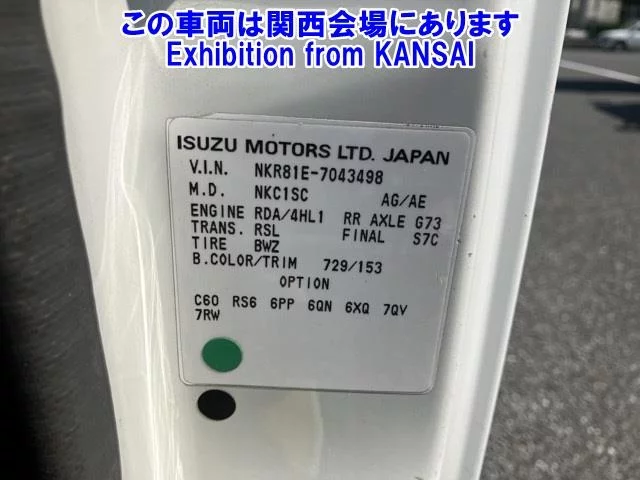 この車両は関西会場にあります
Exhibition from KANSAI
ISUZU MOTORS LTD. JAPAN
V.I.N. NKR81E-7043498
M.D. NKC1SC AG/AE
ENGINE RDA/4HL1 RR AXLE G73
TRANS. RSL FINAL S7C
TIRE BWZ
B.COLOR/TRIM 729/153
OPTION
C60 RS6 6PP 6QN 6XQ 7QV
7RW